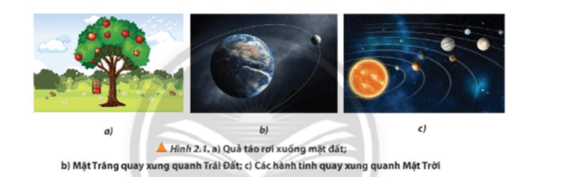 a)
b)
c)
Hình 2.1. a) Quả táo rơi xuống mặt đất;
b) Mặt Trăng quay xung quanh Trái Đất; c) Các hành tinh quay xung quanh Mặt Trời